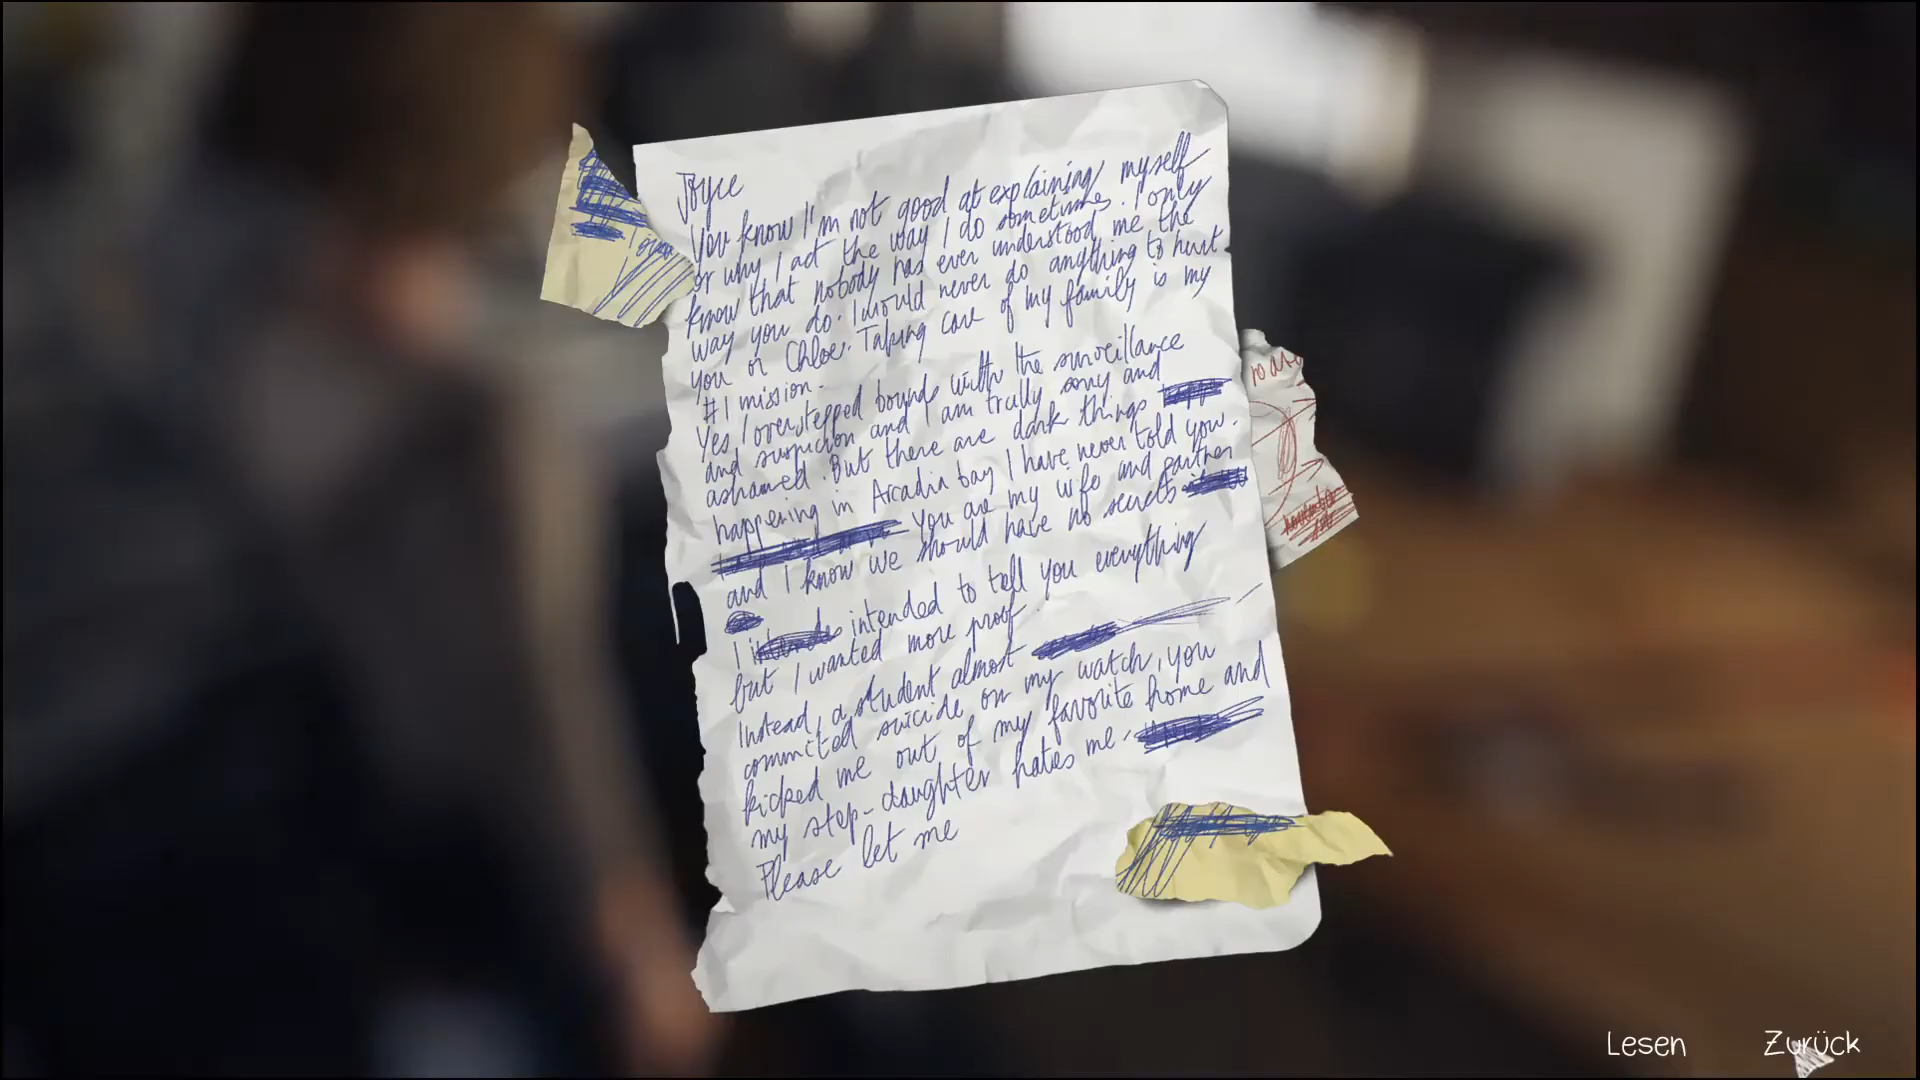 Joyce
You know I'm not good at explaining myself
or why I act the way I do sometimes. I only
know that nobody has ever understood me the
way you do. I would never do anything to hurt
you or Chloe. Taking care of my family is my
#1 mission.
Yes I overstepped bounds with the surveillance
and suspicion and I am trully sorry and
ashamed. But there are dark things
happening in Arcadia bay I have never told you.
You are my wife and partner
and I know we should have no secrets
I intended to tell you everything
but I wanted more proof.
Instead, a student almost
commited suicide on my watch, you
kicked me out of my favorite home and
my step-daughter hates me.
Please let me
Lesen
Zurück